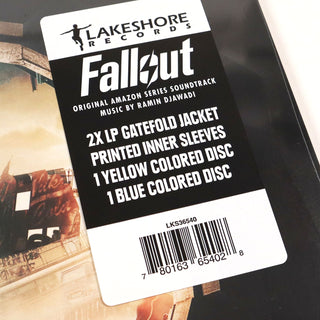 LAKESHORE
RECORDS
Fallout
ORIGINAL AMAZON SERIES SOUNDTRACK
MUSIC BY RAMIN DJAWADI
2X LP GATEFOLD JACKET
PRINTED INNER SLEEVES
1 YELLOW COLORED DISC
1 BLUE COLORED DISC
LKS36540
7 80163 65402 8